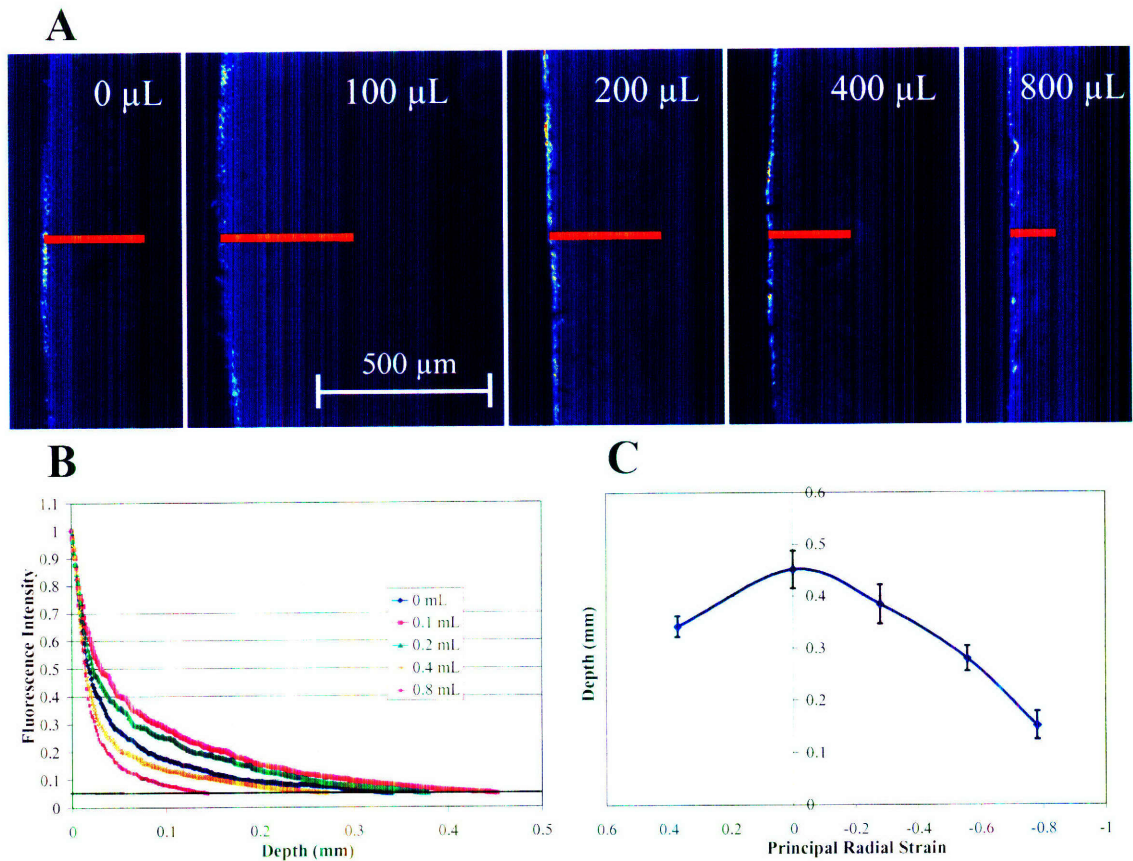 A
0 µL
100 µL
200 µL
400 µL
800 µL
500 µm
B
Fluorescence Intensity
1.1
1
0.9
0.8
0.7
0.6
0.5
0.4
0.3
0.2
0.1
0
0 mL
0.1 mL
0.2 mL
0.4 mL
0.8 mL
0 0.1 0.2 0.3 0.4 0.5
Depth (mm)
C
Depth (mm)
0.6
0.5
0.4
0.3
0.2
0.1
0
0.6 0.4 0.2 0 -0.2 -0.4 -0.6 -0.8 -1
Principal Radial Strain